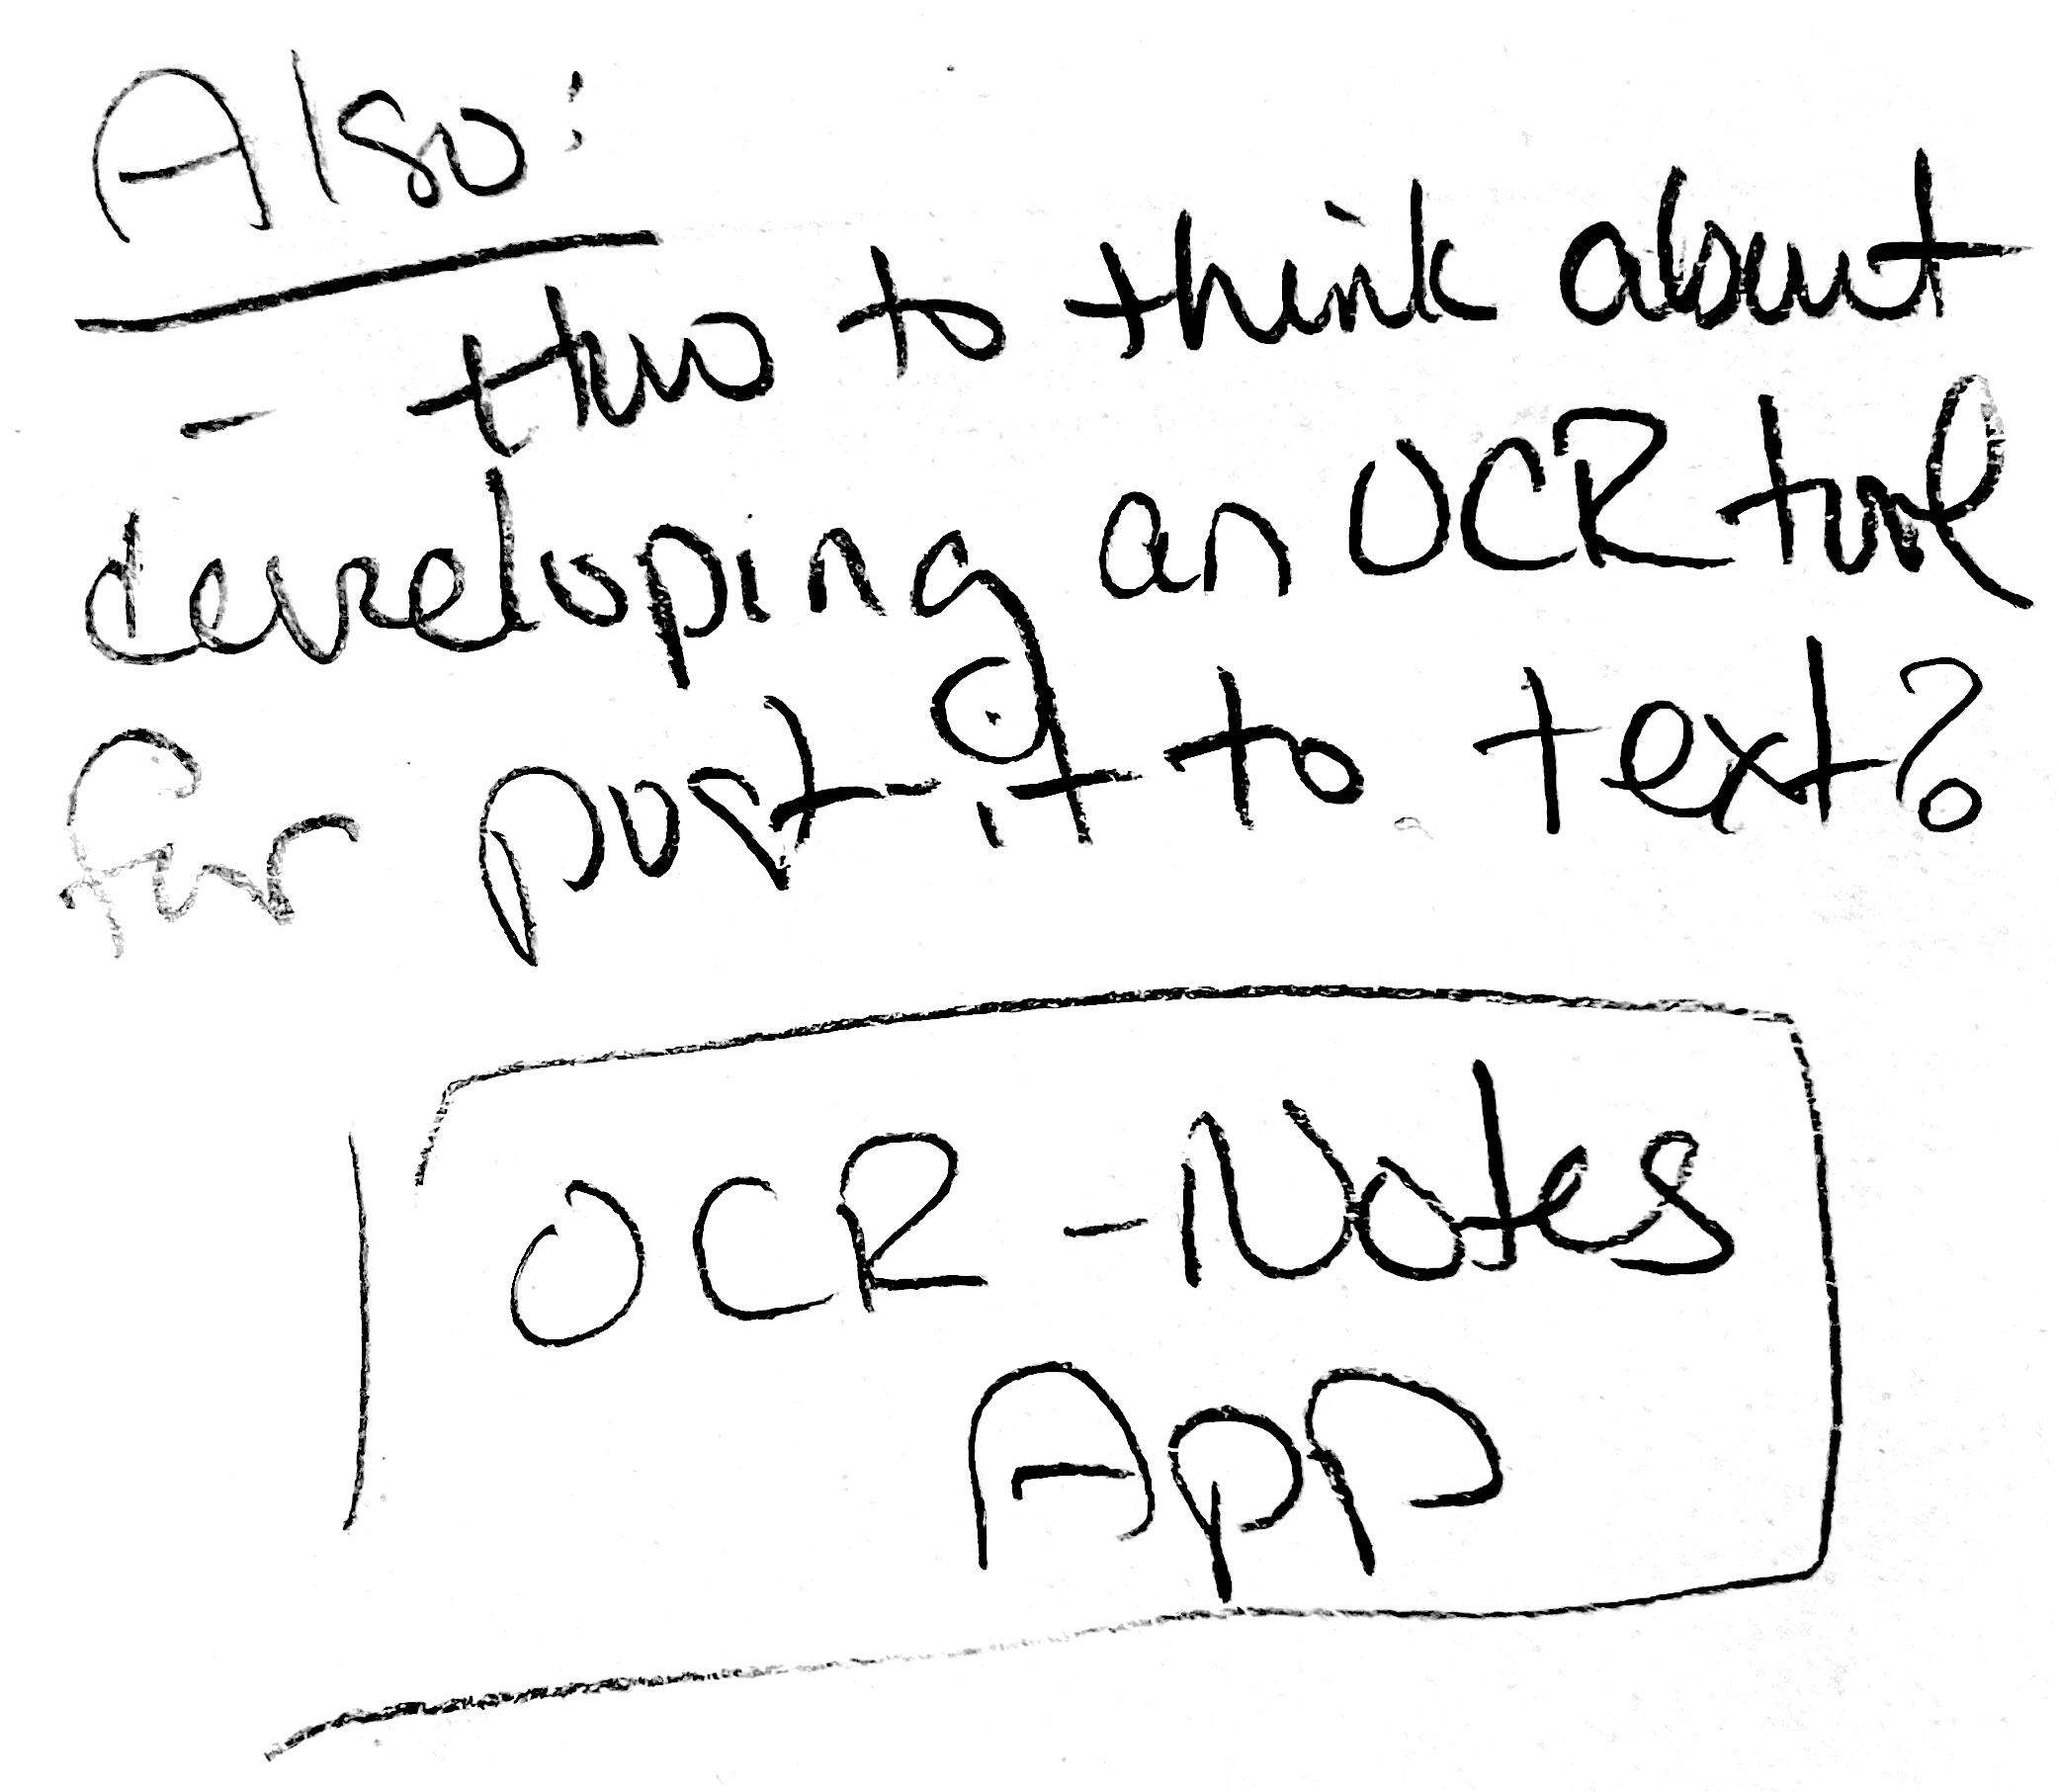 Also:
- two to think about
developing an OCR tool
for post-it to text?
OCR - Notes
App